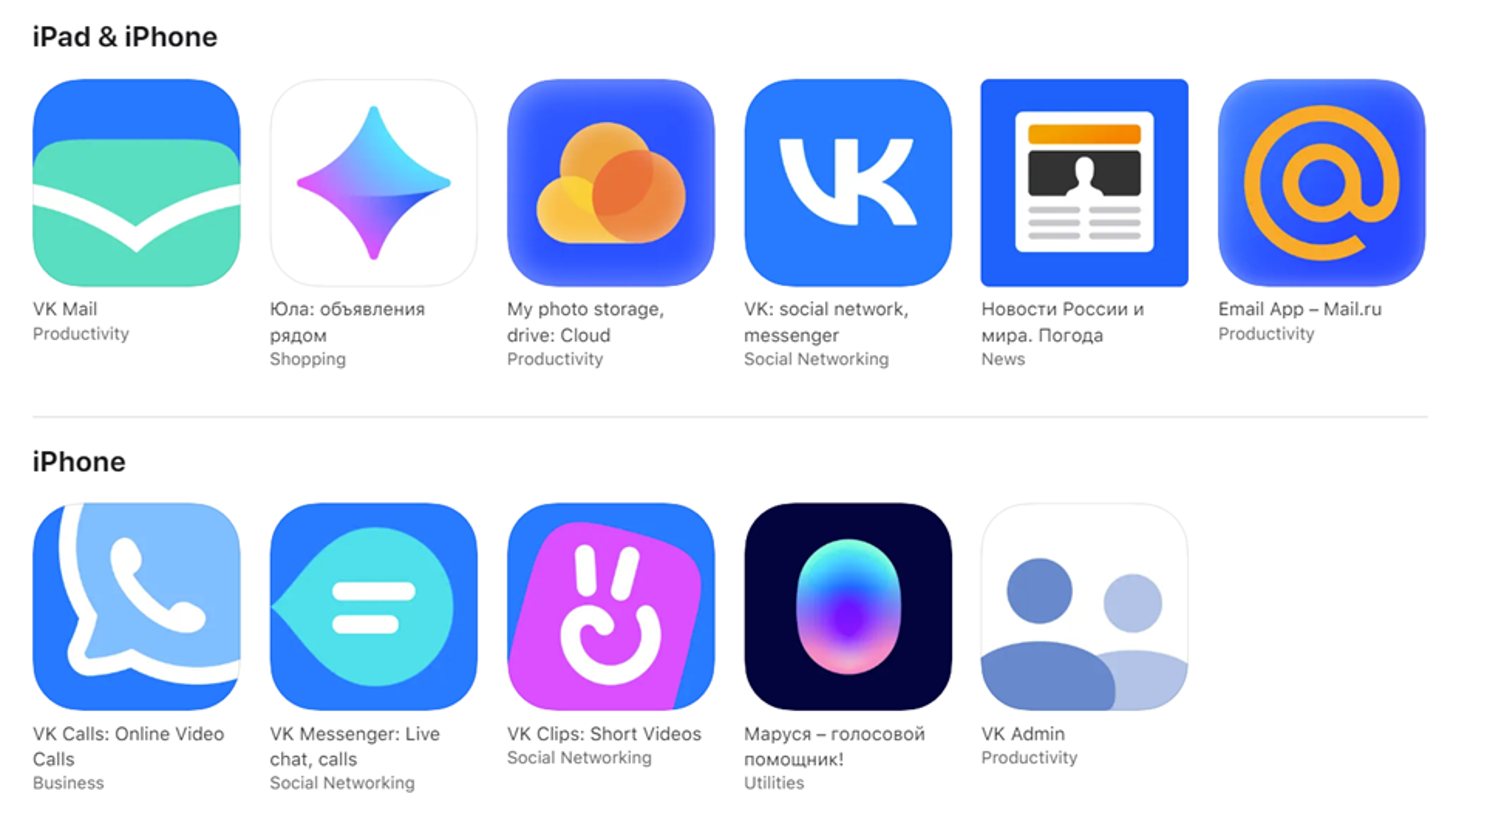 iPad & iPhone
VK
VK Mail
Productivity
Юла: объявления
рядом
Shopping
My photo storage,
drive: Cloud
Productivity
VK: social network,
messenger
Social Networking
Новости России и
мира. Погода
News
Email App – Mail.ru
Productivity
iPhone
VK Calls: Online Video
Calls
Business
VK Messenger: Live
chat, calls
Social Networking
VK Clips: Short Videos
Social Networking
Маруся – голосовой
помощник!
Utilities
VK Admin
Productivity